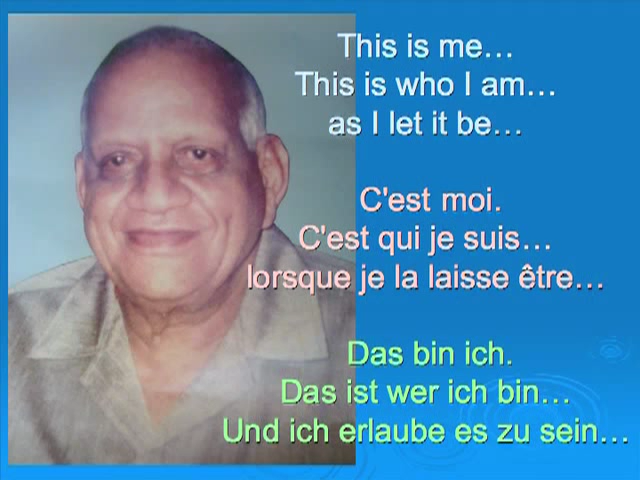 This is me...
This is who I am...
as I let it be...
C'est moi.
C'est qui je suis...
lorsque je la laisse être...
Das bin ich.
Das ist wer ich bin...
Und ich erlaube es zu sein...